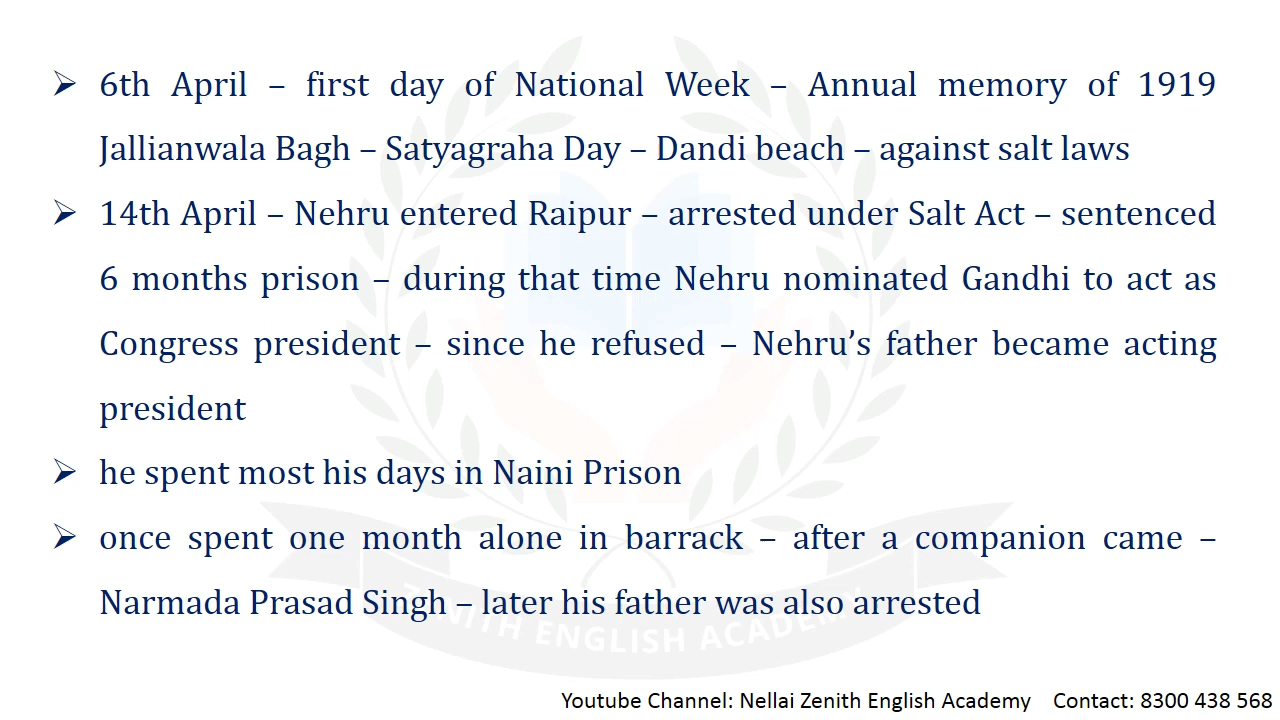 ➢ 6th April – first day of National Week – Annual memory of 1919
Jallianwala Bagh – Satyagraha Day – Dandi beach – against salt laws
➢ 14th April – Nehru entered Raipur – arrested under Salt Act – sentenced
6 months prison – during that time Nehru nominated Gandhi to act as
Congress president – since he refused – Nehru’s father became acting
president
➢ he spent most his days in Naini Prison
➢ once spent one month alone in barrack – after a companion came –
Narmada Prasad Singh – later his father was also arrested
ZENITH ENGLISH ACADEMY
Youtube Channel: Nellai Zenith English Academy Contact: 8300 438 568